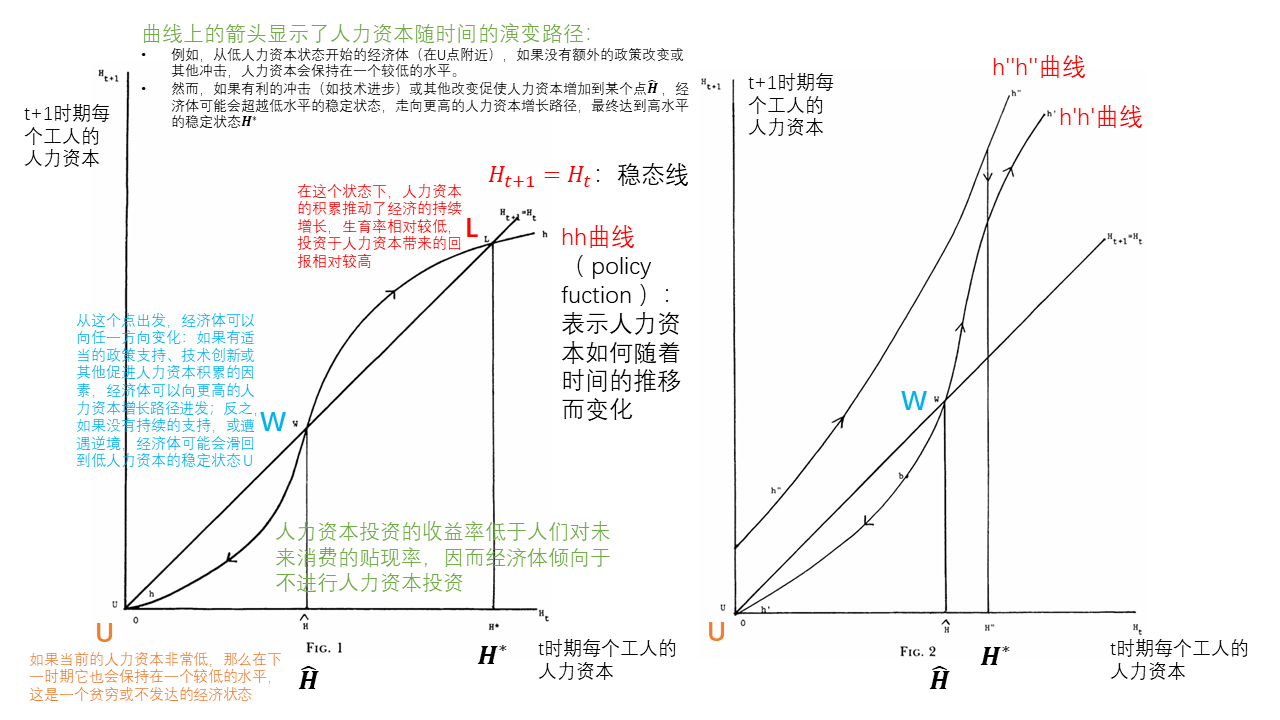 曲线上的箭头显示了人力资本随时间的演变路径：
• 例如，从低人力资本状态开始的经济体（在U点附近），如果没有额外的政策改变或
其他冲击，人力资本会保持在一个较低的水平。
• 然而，如果有利的冲击（如技术进步）或其他改变促使人力资本增加到某个点Ĥ，经
济体可能会超越低水平的稳定状态，走向更高的人力资本增长路径，最终达到高水平
的稳定状态H*
H_{t+1}
t+1时期每
个工人的
人力资本
H_{t+1} = H_t：稳态线
在这个状态下，人力资本
的积累推动了经济的持续
增长，生育率相对较低，
投资于人力资本带来的回
报相对较高
H_{t+1}=H_t
L
L
h
hh曲线
（policy
fuction）：
表示人力资
本如何随着
时间的推移
而变化
从这个点出发，经济体可以
向任一方向变化：如果有适
当的政策支持、技术创新或
其他促进人力资本积累的因
素，经济体可以向更高的人
力资本增长路径进发；反之，
如果没有持续的支持，或遭
遇逆境，经济体可能会滑回
到低人力资本的稳定状态U
W
W
人力资本投资的收益率低于人们对未
来消费的贴现率，因而经济体倾向于
不进行人力资本投资
h
U
O
Ĥ
H*
H_t
U
FIG. 1
Ĥ
H*
t时期每个工人的
人力资本
如果当前的人力资本非常低，那么在下
一时期它也会保持在一个较低的水平，
这是一个贫穷或不发达的经济状态
H_{t+1}
t+1时期每
个工人的
人力资本
h''h''曲线
h''
h'
h'h'曲线
H_{t+1}=H_t
W
W
b
h''
h'
U
O
Ĥ
H_t
U
FIG. 2
Ĥ
H*
t时期每个工人的
人力资本